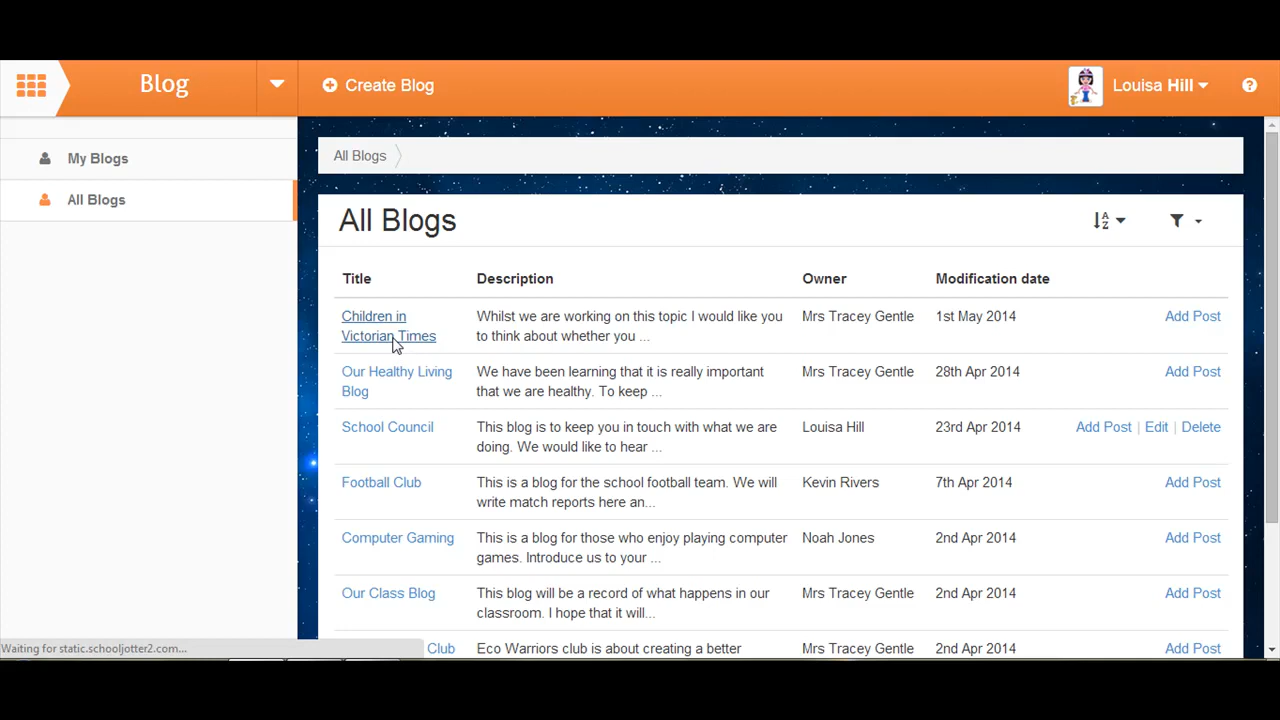 Blog
Create Blog
Louisa Hill
My Blogs
All Blogs
All Blogs
All Blogs
Title Description Owner Modification date
Children in Whilst we are working on this topic I would like you Mrs Tracey Gentle 1st May 2014 Add Post
Victorian Times to think about whether you ...
Our Healthy Living We have been learning that it is really important Mrs Tracey Gentle 28th Apr 2014 Add Post
Blog that we are healthy. To keep ...
School Council This blog is to keep you in touch with what we are Louisa Hill 23rd Apr 2014 Add Post | Edit | Delete
doing. We would like to hear ...
Football Club This is a blog for the school football team. We will Kevin Rivers 7th Apr 2014 Add Post
write match reports here an...
Computer Gaming This is a blog for those who enjoy playing computer Noah Jones 2nd Apr 2014 Add Post
games. Introduce us to your ...
Our Class Blog This blog will be a record of what happens in our Mrs Tracey Gentle 2nd Apr 2014 Add Post
classroom. I hope that it will...
Club Eco Warriors club is about creating a better Mrs Tracey Gentle 2nd Apr 2014 Add Post
Waiting for static.schooljotter2.com...